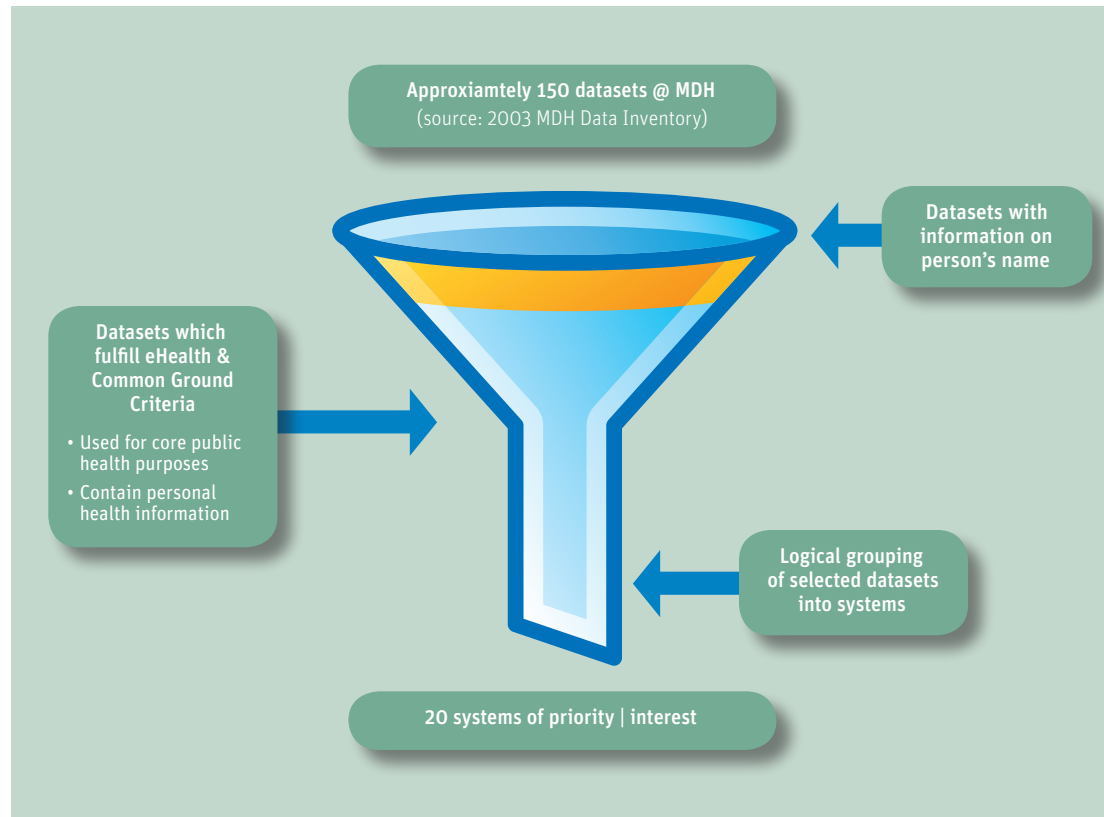 Approxiamtely 150 datasets @ MDH
(source: 2003 MDH Data Inventory)
Datasets with
information on
person's name
Datasets which
fulfill eHealth &
Common Ground
Criteria
• Used for core public
health purposes
• Contain personal
health information
Logical grouping
of selected datasets
into systems
20 systems of priority | interest